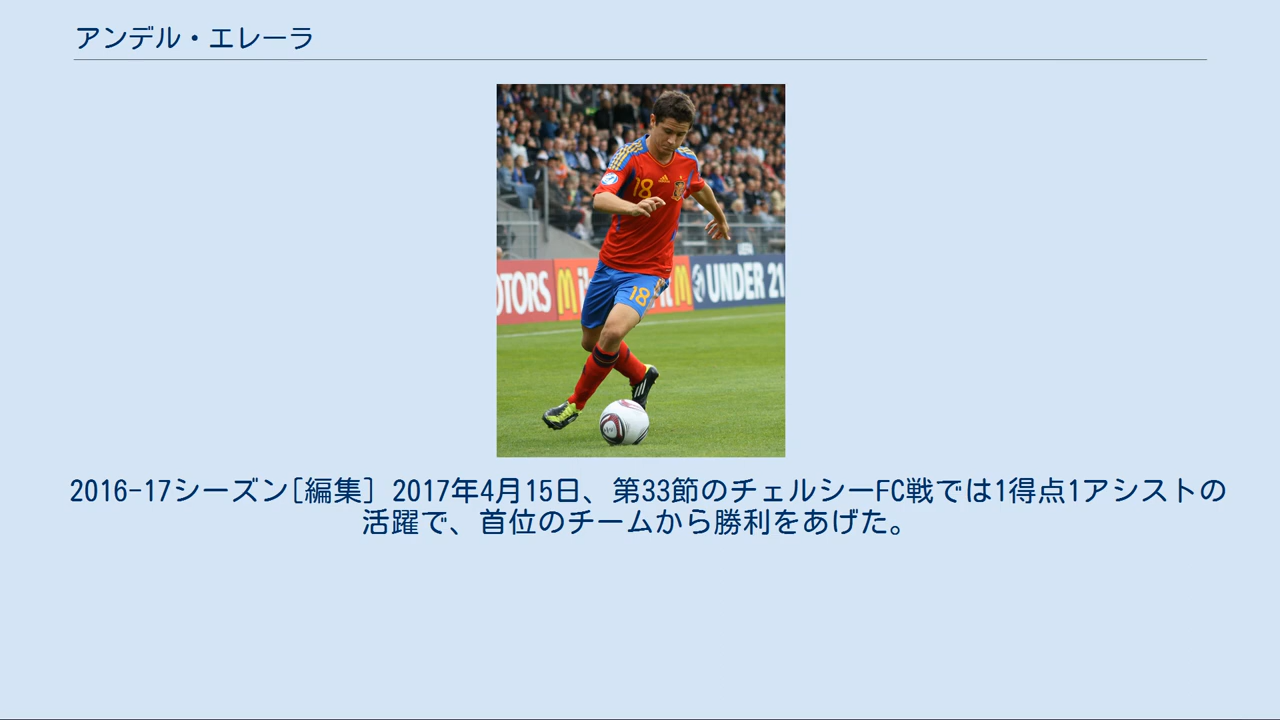 アンデル・エレーラ
18
18
OTORS
UNDER 21
2016-17シーズン[編集] 2017年4月15日、第33節のチェルシーFC戦では1得点1アシストの
活躍で、首位のチームから勝利をあげた。